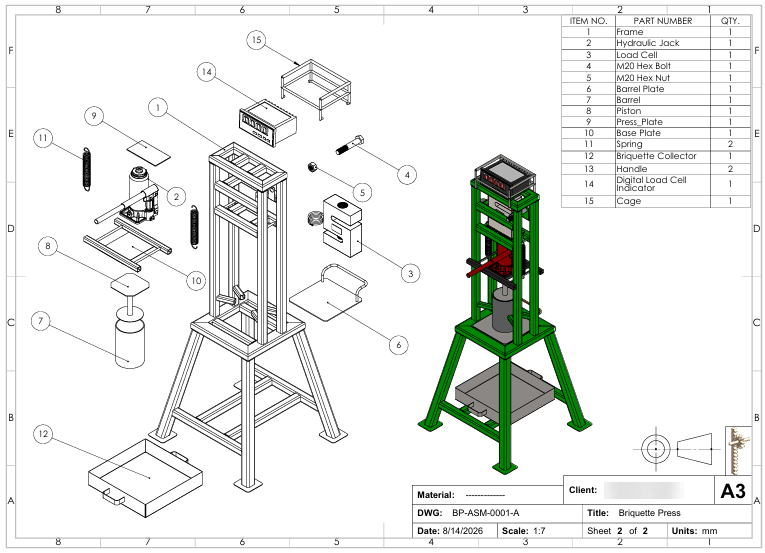 8 7 6 5 4 3 2 1
F F
E E
D D
C C
B B
A A
ITEM NO. PART NUMBER QTY.
1 Frame 1
2 Hydraulic Jack 1
3 Load Cell 1
4 M20 Hex Bolt 1
5 M20 Hex Nut 1
6 Barrel Plate 1
7 Barrel 1
8 Piston 1
9 Press_Plate 1
10 Base Plate 1
11 Spring 2
12 Briquette Collector 1
13 Handle 2
14 Digital Load Cell
Indicator 1
15 Cage 1
15
14
1
9
11
4
5
2
8
10
3
7
6
12
Material: -------------
Client:
A3
DWG: BP-ASM-0001-A
Title: Briquette Press
Date: 8/14/2026
Scale: 1:7
Sheet 2 of 2
Units: mm
8 7 6 5 4 3 2 1